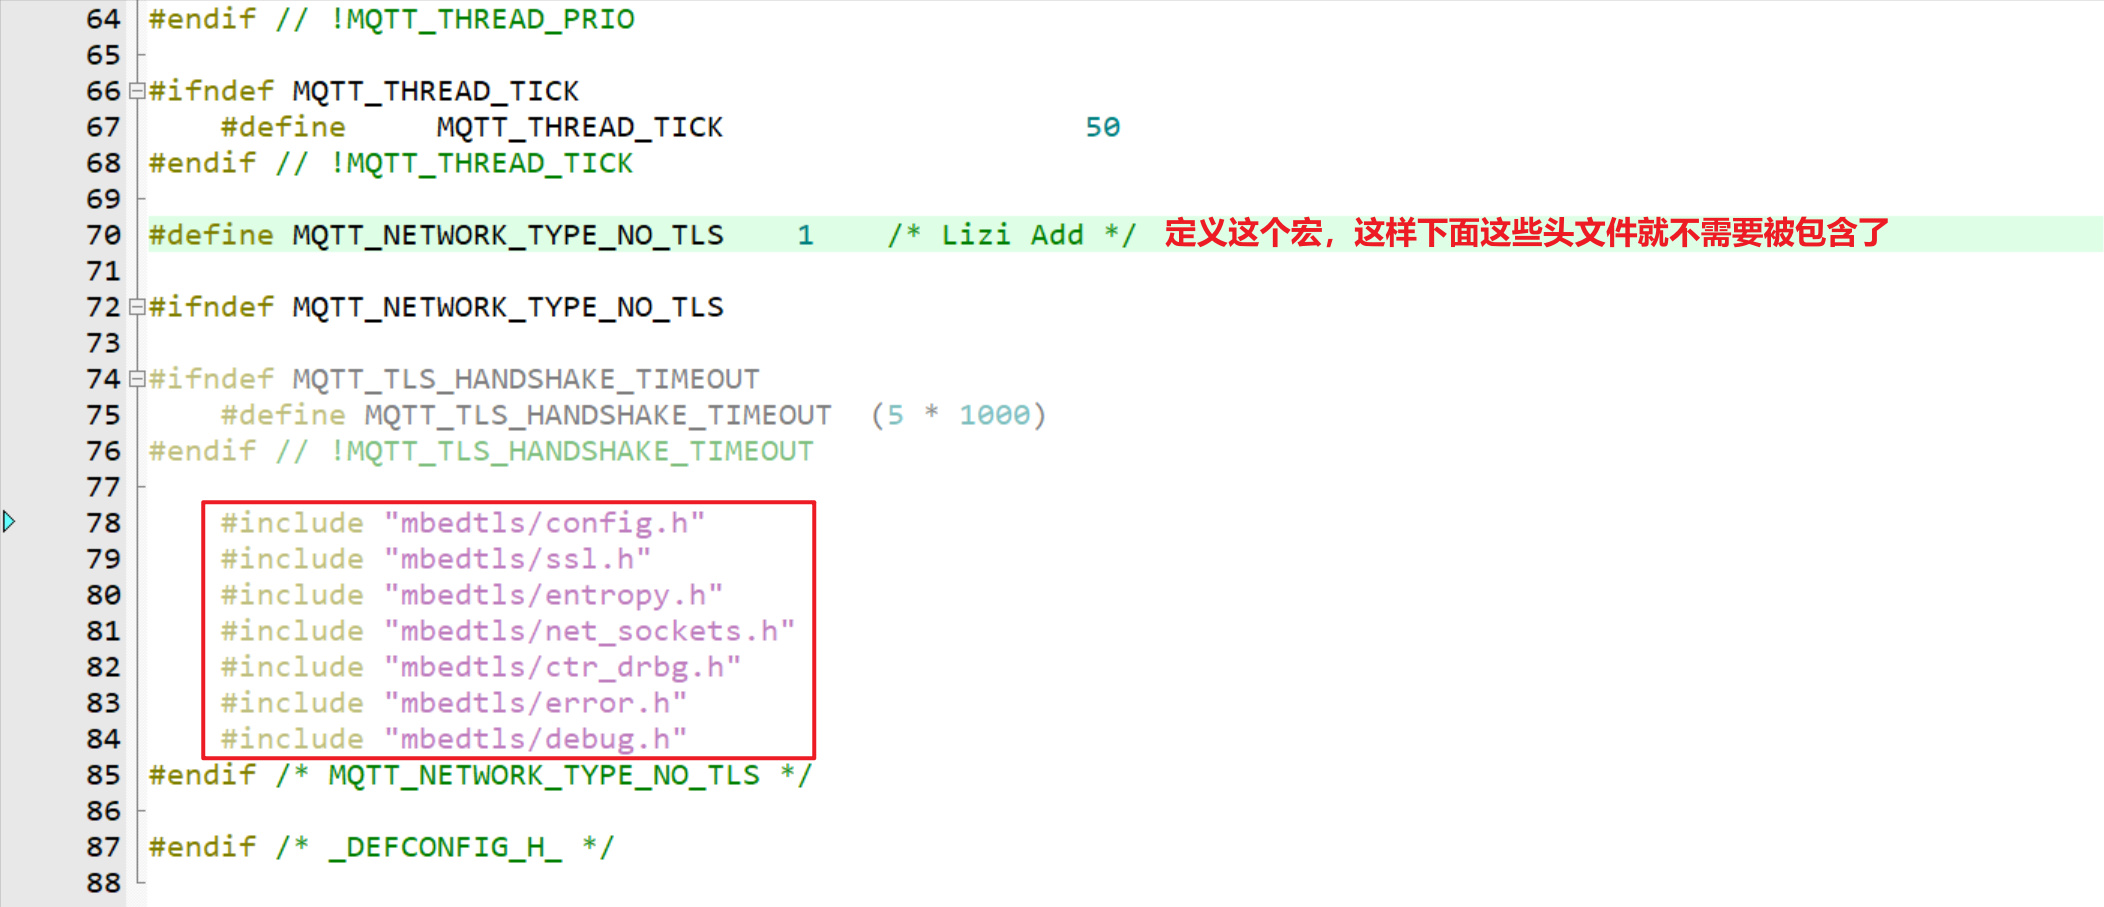 64 #endif // !MQTT_THREAD_PRIO
65
66 #ifndef MQTT_THREAD_TICK
67     #define     MQTT_THREAD_TICK                    50
68 #endif // !MQTT_THREAD_TICK
69
70 #define MQTT_NETWORK_TYPE_NO_TLS    1    /* Lizi Add */ 定义这个宏，这样下面这些头文件就不需要被包含了
71
72 #ifndef MQTT_NETWORK_TYPE_NO_TLS
73
74 #ifndef MQTT_TLS_HANDSHAKE_TIMEOUT
75     #define MQTT_TLS_HANDSHAKE_TIMEOUT  (5 * 1000)
76 #endif // !MQTT_TLS_HANDSHAKE_TIMEOUT
77
78     #include "mbedtls/config.h"
79     #include "mbedtls/ssl.h"
80     #include "mbedtls/entropy.h"
81     #include "mbedtls/net_sockets.h"
82     #include "mbedtls/ctr_drbg.h"
83     #include "mbedtls/error.h"
84     #include "mbedtls/debug.h"
85 #endif /* MQTT_NETWORK_TYPE_NO_TLS */
86
87 #endif /* _DEFCONFIG_H_ */
88